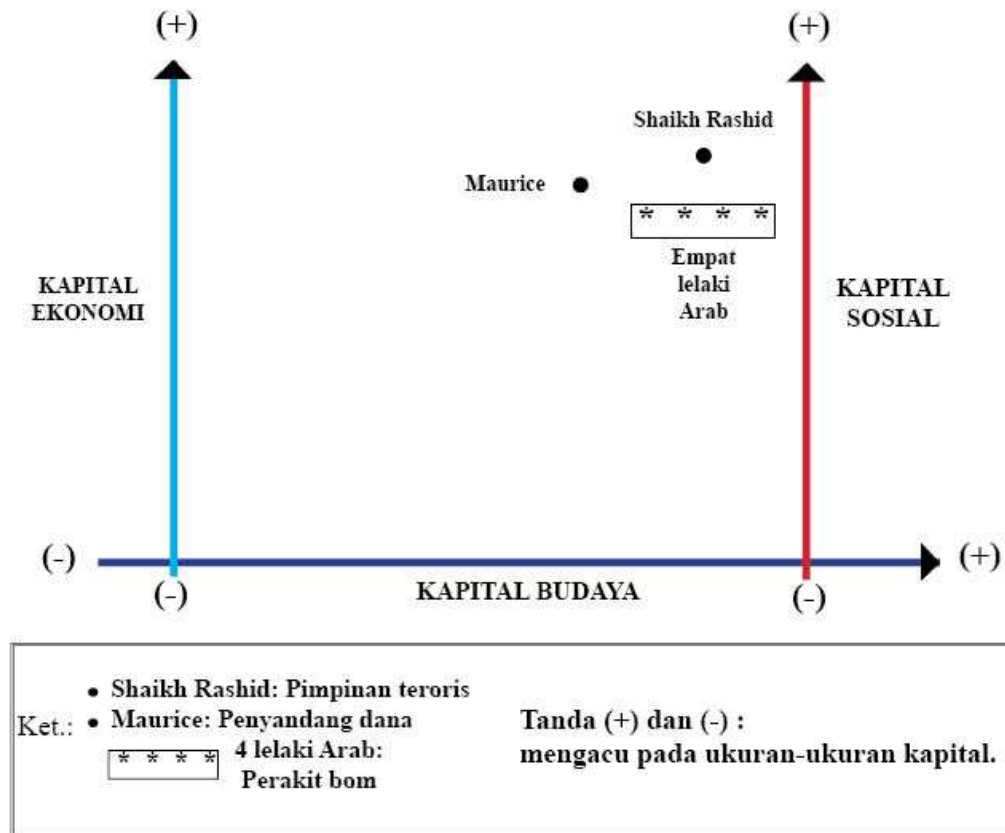 (+)
(+)
Shaikh Rashid
Maurice
* * * *
Empat
lelaki
Arab
KAPITAL
EKONOMI
KAPITAL
SOSIAL
(-)
(+)
(-)
KAPITAL BUDAYA
(-)
Ket.:
• Shaikh Rashid: Pimpinan teroris
• Maurice: Penyandang dana
* * * * 4 lelaki Arab:
Perakit bom
Tanda (+) dan (-) :
mengacu pada ukuran-ukuran kapital.